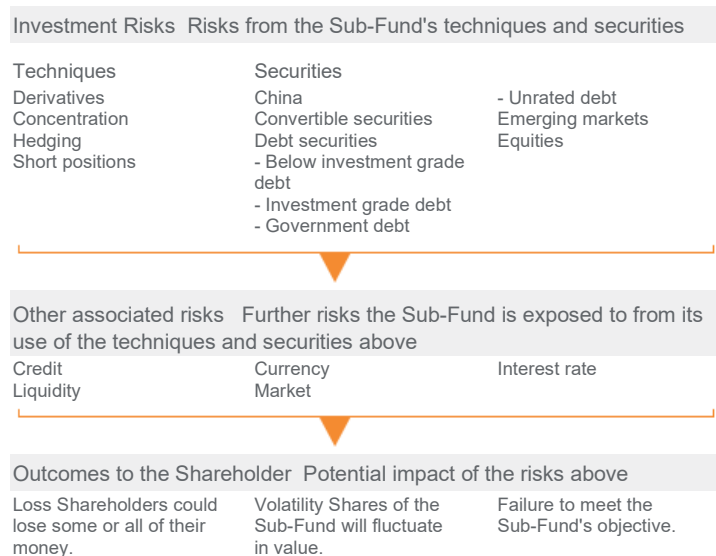 Investment Risks  Risks from the Sub-Fund's techniques and securities
Techniques
Derivatives
Concentration
Hedging
Short positions
Securities
China
Convertible securities
Debt securities
- Below investment grade
debt
- Investment grade debt
- Government debt
- Unrated debt
Emerging markets
Equities
Other associated risks  Further risks the Sub-Fund is exposed to from its
use of the techniques and securities above
Credit
Liquidity
Currency
Market
Interest rate
Outcomes to the Shareholder  Potential impact of the risks above
Loss Shareholders could
lose some or all of their
money.
Volatility Shares of the
Sub-Fund will fluctuate
in value.
Failure to meet the
Sub-Fund's objective.